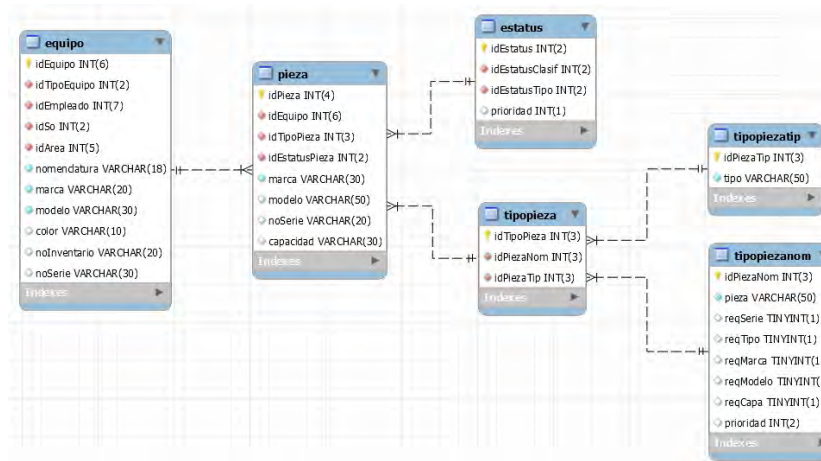 equipo
idEquipo INT(6)
idTipoEquipo INT(2)
idEmpleado INT(7)
idSo INT(2)
idArea INT(5)
nomendatura VARCHAR(18)
marca VARCHAR(20)
modelo VARCHAR(30)
color VARCHAR(10)
noInventario VARCHAR(20)
noSerie VARCHAR(30)
Indexes
pieza
idPieza INT(4)
idEquipo INT(6)
idTipoPieza INT(3)
idEstatusPieza INT(2)
marca VARCHAR(30)
modelo VARCHAR(50)
noSerie VARCHAR(20)
capacidad VARCHAR(30)
Indexes
estatus
idEstatus INT(2)
idEstatusClasif INT(2)
idEstatusTipo INT(2)
prioridad INT(1)
Indexes
tipopieza
idTipoPieza INT(3)
idPiezaNom INT(3)
idPiezaTip INT(3)
Indexes
tipopiezatip
idPiezaTip INT(3)
tipo VARCHAR(50)
Indexes
tipopiezanom
idPiezaNom INT(3)
pieza VARCHAR(50)
reqSerie TINYINT(1)
reqTipo TINYINT(1)
reqMarca TINYINT(1
reqModelo TINYINT(
reqCapa TINYINT(1)
prioridad INT(2)
Indexes